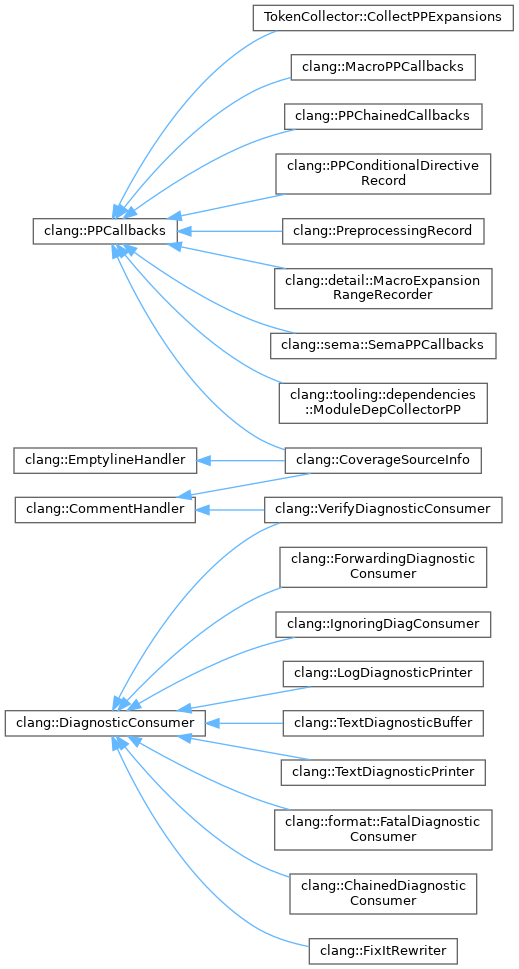 TokenCollector::CollectPPExpansions
clang::MacroPPCallbacks
clang::PPChainedCallbacks
clang::PPConditionalDirective
Record
clang::PPCallbacks
clang::PreprocessingRecord
clang::detail::MacroExpansion
RangeRecorder
clang::sema::SemaPPCallbacks
clang::tooling::dependencies
::ModuleDepCollectorPP
clang::EmptylineHandler
clang::CoverageSourceInfo
clang::CommentHandler
clang::VerifyDiagnosticConsumer
clang::ForwardingDiagnostic
Consumer
clang::IgnoringDiagConsumer
clang::LogDiagnosticPrinter
clang::DiagnosticConsumer
clang::TextDiagnosticBuffer
clang::TextDiagnosticPrinter
clang::format::FatalDiagnostic
Consumer
clang::ChainedDiagnostic
Consumer
clang::FixItRewriter